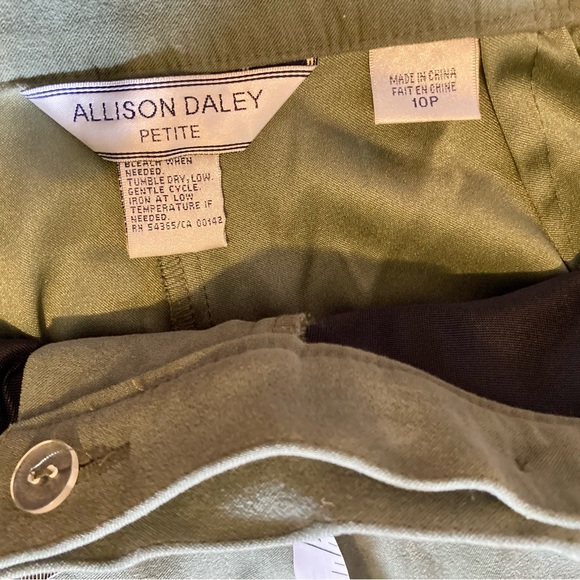 ALLISON DALEY
PETITE
BLEACH WHEN
NEEDED.
TUMBLE DRY, LOW.
GENTLE CYCLE.
IRON AT LOW
TEMPERATURE IF
NEEDED.
RN 54365/CA 00142
MADE IN CHINA
FAIT EN CHINE
10P